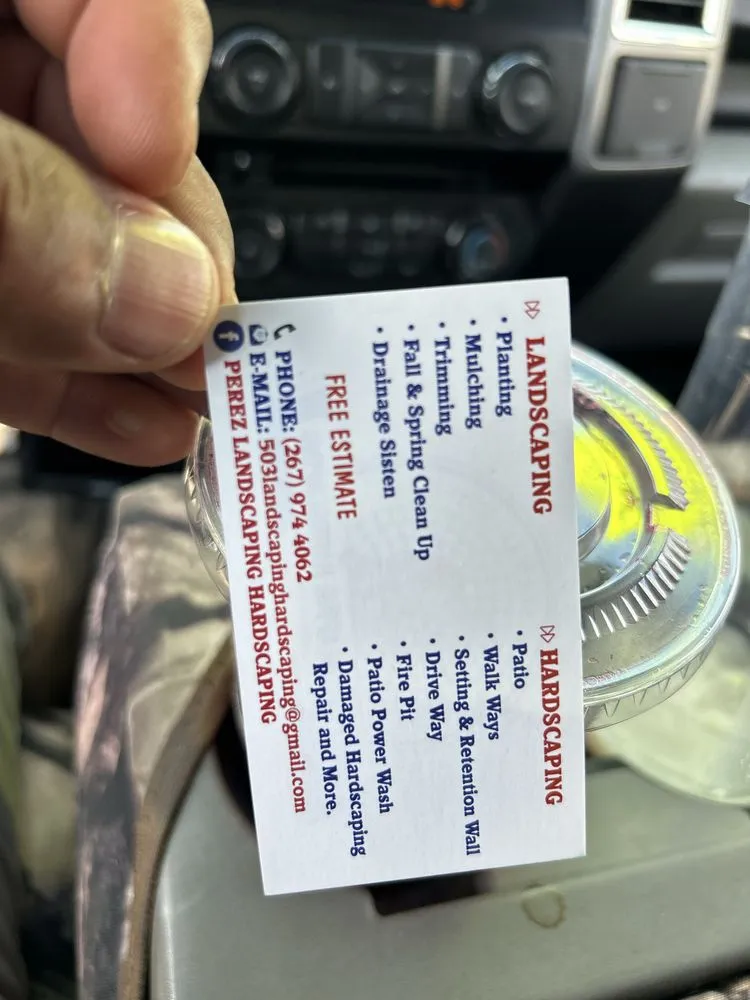 ▷▷ LANDSCAPING
• Planting
• Mulching
• Trimming
• Fall & Spring Clean Up
• Drainage Sisten
FREE ESTIMATE
▷▷ HARDSCAPING
• Patio
• Walk Ways
• Setting & Retention Wall
• Drive Way
• Fire Pit
• Patio Power Wash
• Damaged Hardscaping
Repair and More.
PHONE: (267) 974 4062
E-MAIL: 503landscapinghardscaping@gmail.com
f PEREZ LANDSCAPING HARDSCAPING